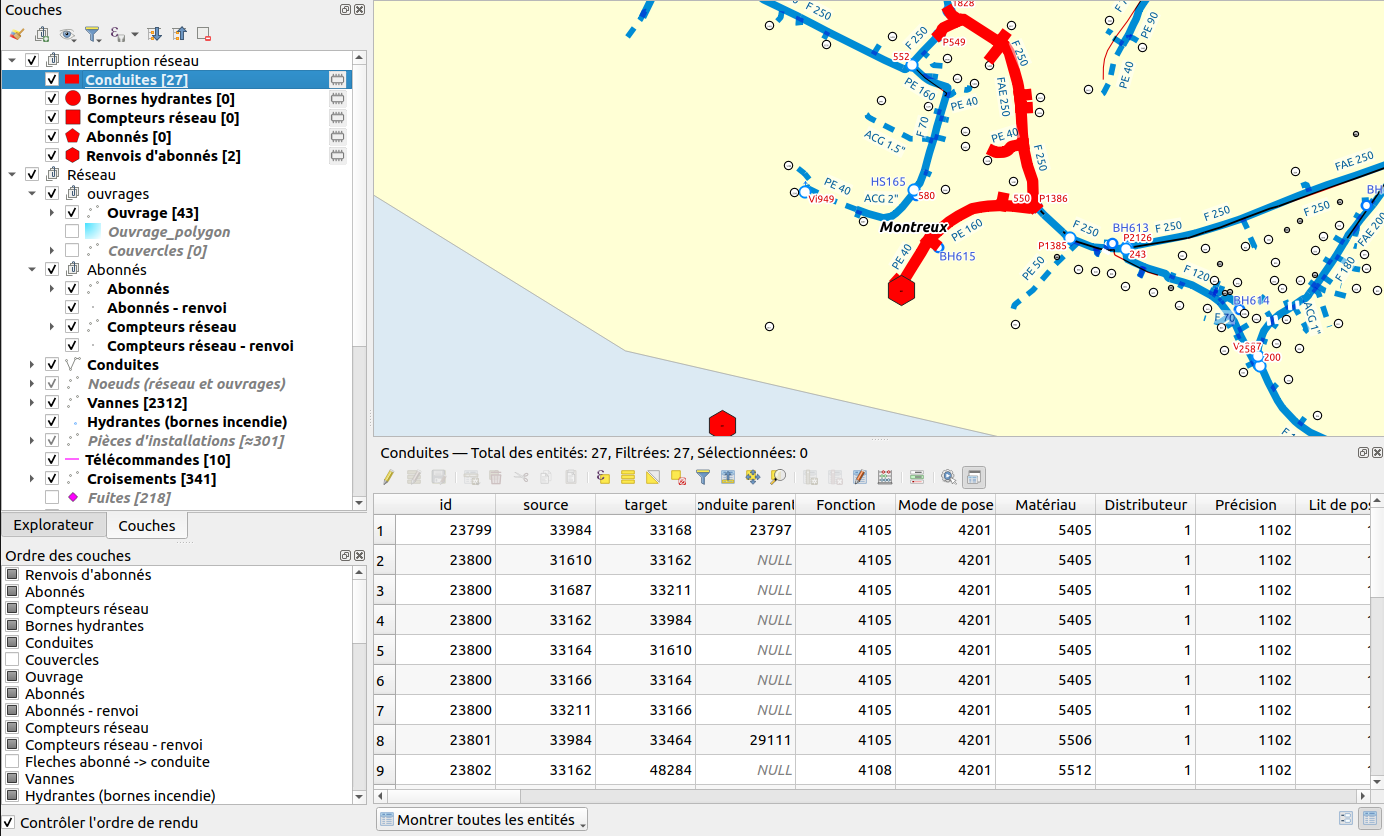 Couches
Interruption réseau
Conduites [27]
Bornes hydrantes [0]
Compteurs réseau [0]
Abonnés [0]
Renvois d'abonnés [2]
Réseau
ouvrages
Ouvrage [43]
Ouvrage_polygon
Couvercles [0]
Abonnés
Abonnés
Abonnés - renvoi
Compteurs réseau
Compteurs réseau - renvoi
Conduites
Noeuds (réseau et ouvrages)
Vannes [2312]
Hydrantes (bornes incendie)
Pièces d'installations [≈301]
Télécommandes [10]
Croisements [341]
Fuites [218]
Explorateur
Couches
Ordre des couches
Renvois d'abonnés
Abonnés
Compteurs réseau
Bornes hydrantes
Conduites
Couvercles
Ouvrage
Abonnés
Abonnés - renvoi
Compteurs réseau
Compteurs réseau - renvoi
Fleches abonné -> conduite
Vannes
Hydrantes (bornes incendie)
Contrôler l'ordre de rendu
F 250
1828
F 250
P549
552
F 250
PE 90
PE 40
PE 160
PE 40
FAE 250
F 70
ACG 1.5"
PE 40
F 250
FAE 250
HS165
580
PE 40
Vi949
ACG 2"
550
P1386
Montreux
PE 160
PE 40
BH615
F 250
P1385
BH613
P2126
243
F 250
F 250
F 250
FAE 200
PE 50
F 120
F 180
BH614
F 70
ACG 1"
2587
200
Conduites — Total des entités: 27, Filtrées: 27, Sélectionnées: 0
id source target onduite parent Fonction Mode de pose Matériau Distributeur Précision Lit de pos
1 23799 33984 33168 23797 4105 4201 5405 1 1102
2 23800 31610 33162 NULL 4105 4201 5405 1 1102
3 23800 31687 33211 NULL 4105 4201 5405 1 1102
4 23800 33162 33984 NULL 4105 4201 5405 1 1102
5 23800 33164 31610 NULL 4105 4201 5405 1 1102
6 23800 33166 33164 NULL 4105 4201 5405 1 1102
7 23800 33211 33166 NULL 4105 4201 5405 1 1102
8 23801 33984 33464 29111 4105 4201 5506 1 1102
9 23802 33162 48284 NULL 4108 4201 5512 1 1102
Montrer toutes les entités